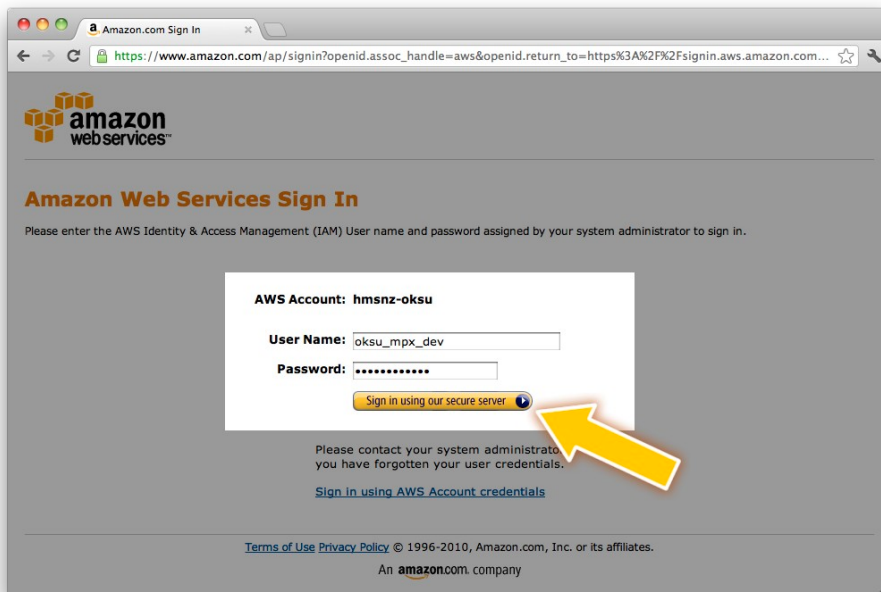 Amazon.com Sign In
https://www.amazon.com/ap/signin?openid.assoc_handle=aws&openid.return_to=https%3A%2F%2Fsignin.aws.amazon.com...
amazon
web services™
Amazon Web Services Sign In
Please enter the AWS Identity & Access Management (IAM) User name and password assigned by your system administrator to sign in.
AWS Account: hmsnz-oksu
User Name: oksu_mpx_dev
Password: ••••••••••••
Sign in using our secure server
Please contact your system administrato
you have forgotten your user credentials.
Sign in using AWS Account credentials
Terms of Use Privacy Policy © 1996-2010, Amazon.com, Inc. or its affiliates.
An amazon.com. company